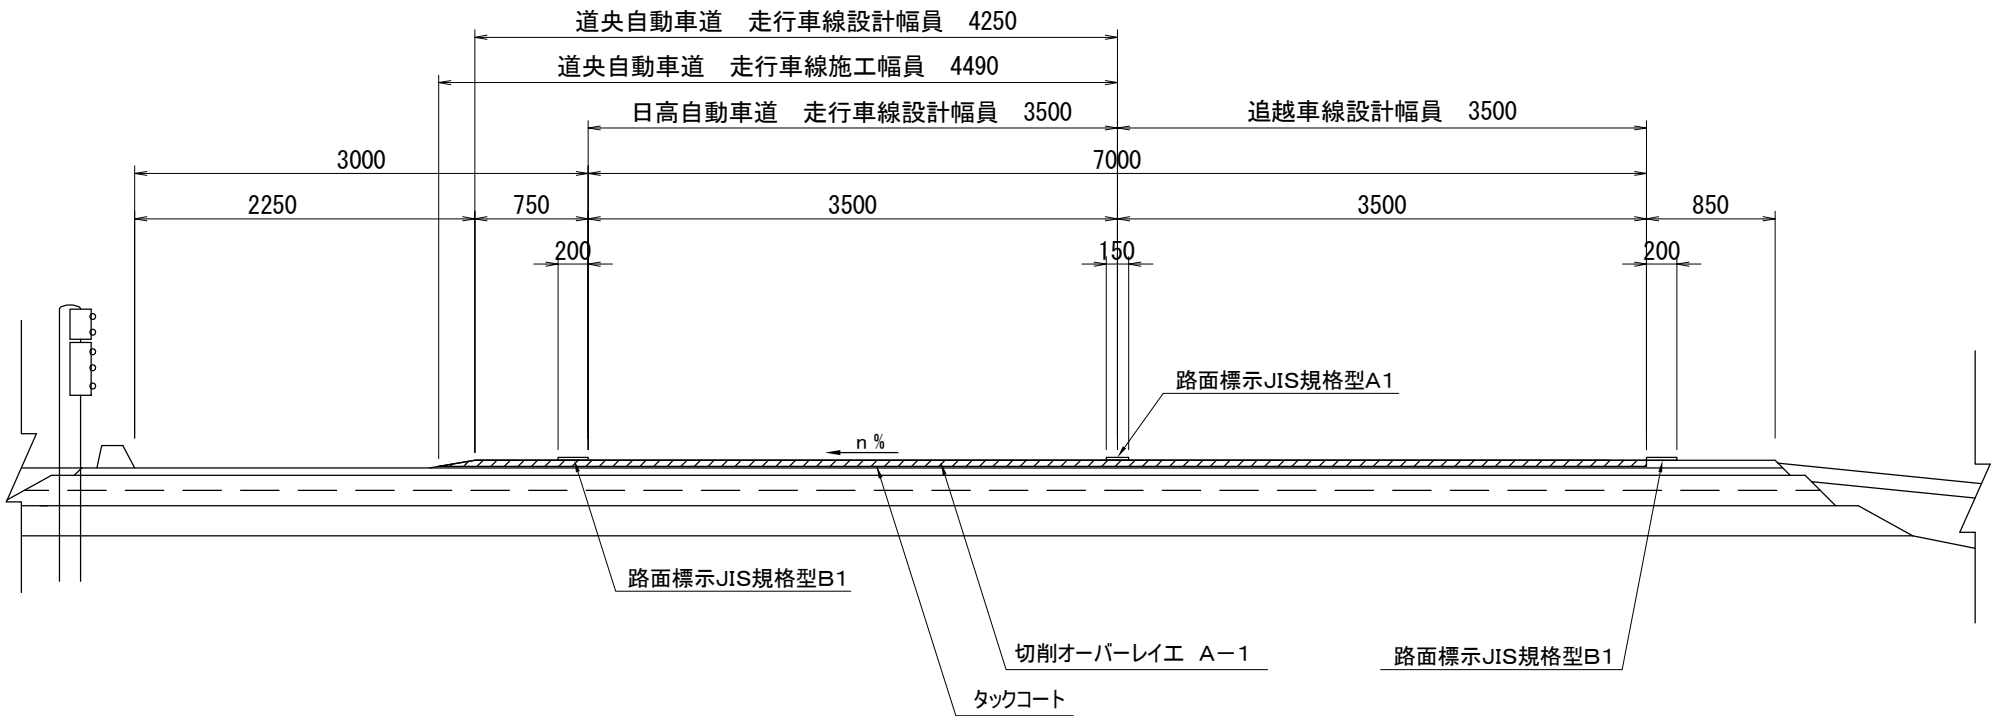 道央自動車道　走行車線設計幅員　4250
道央自動車道　走行車線施工幅員　4490
日高自動車道　走行車線設計幅員　3500
追越車線設計幅員　3500
3000
7000
2250
750
3500
3500
850
200
150
200
路面標示JIS規格型A1
n %
路面標示JIS規格型B1
切削オーバーレイ工　A－1
路面標示JIS規格型B1
タックコート